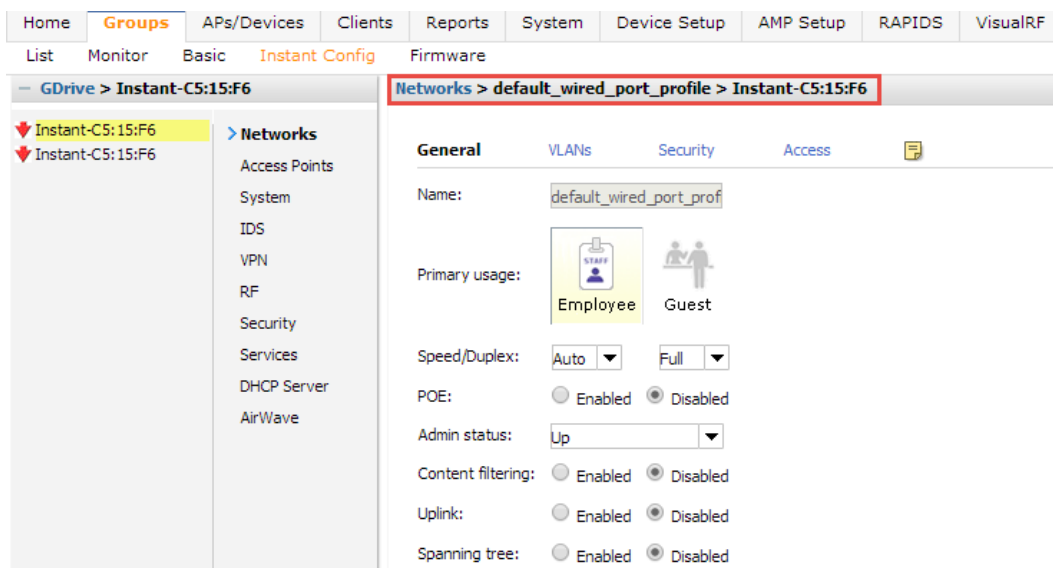 Home Groups APs/Devices Clients Reports System Device Setup AMP Setup RAPIDS VisualRF
List Monitor Basic Instant Config Firmware
GDrive > Instant-C5:15:F6
Instant-C5:15:F6
Instant-C5:15:F6
Networks
Access Points
System
IDS
VPN
RF
Security
Services
DHCP Server
AirWave
Networks > default_wired_port_profile > Instant-C5:15:F6
General VLANs Security Access
Name: default_wired_port_prof
Primary usage: STAFF Employee Guest
Speed/Duplex: Auto Full
POE: Enabled Disabled
Admin status: Up
Content filtering: Enabled Disabled
Uplink: Enabled Disabled
Spanning tree: Enabled Disabled